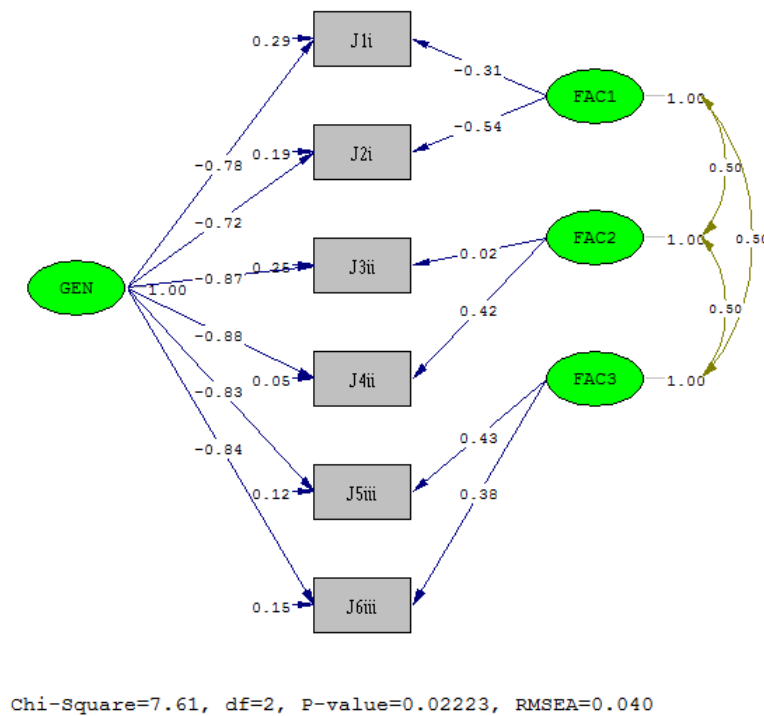 0.29
J1i
-0.31
FAC1
1.00
-0.54
0.19
J2i
-0.78
0.50
-0.72
FAC2
1.00
0.50
0.02
0.25
J3ii
-0.87
GEN
1.00
0.42
0.50
-0.88
J4ii
0.05
FAC3
1.00
-0.83
0.43
-0.84
0.12
J5iii
0.38
0.15
J6iii
Chi-Square=7.61, df=2, P-value=0.02223, RMSEA=0.040